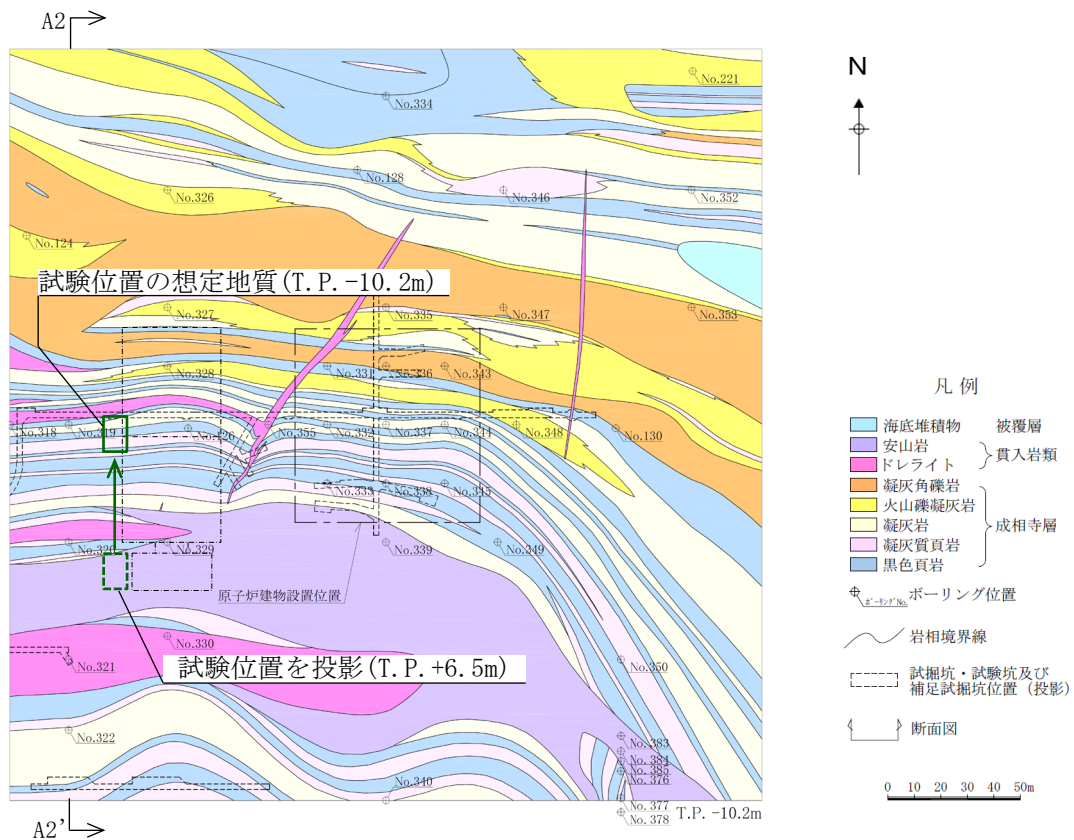 A2
No.221
No.334
N
No.128
No.326
No.346
No.352
No.124
試験位置の想定地質(T.P.-10.2m)
No.327
No.335
No.347
No.353
No.328
No.331
No.336
No.343
凡 例
No.318
No.319
No.126
No.355
No.332
No.337
No.344
No.348
No.130
海底堆積物
被覆層
安山岩
貫入岩類
ドレライト
凝灰角礫岩
火山礫凝灰岩
凝灰岩
成相寺層
凝灰質頁岩
黒色頁岩
No.333
No.338
No.345
No.320
No.329
No.339
No.349
原子炉建物設置位置
ボーリングNo.
ボーリング位置
岩相境界線
No.330
No.321
試験位置を投影(T.P.+6.5m)
No.350
試掘坑・試験坑及び
補足試掘坑位置（投影）
No.322
断面図
No.383
No.384
No.385
No.376
No.340
No.377
No.378
T.P. -10.2m
0 10 20 30 40 50m
A2'